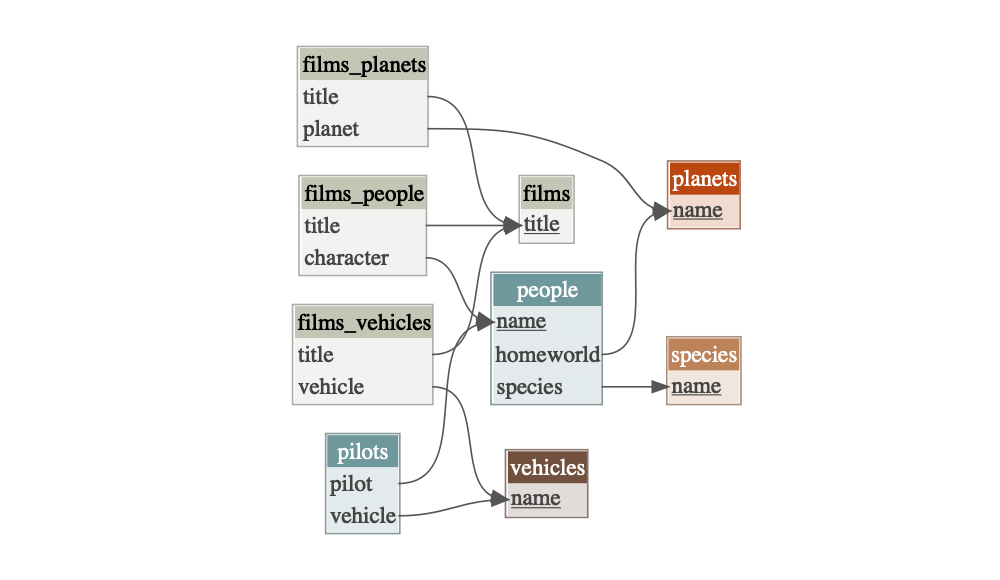 films_planets
title
planet
films_people
title
character
films_vehicles
title
vehicle
pilots
pilot
vehicle
films
title
people
name
homeworld
species
vehicles
name
planets
name
species
name